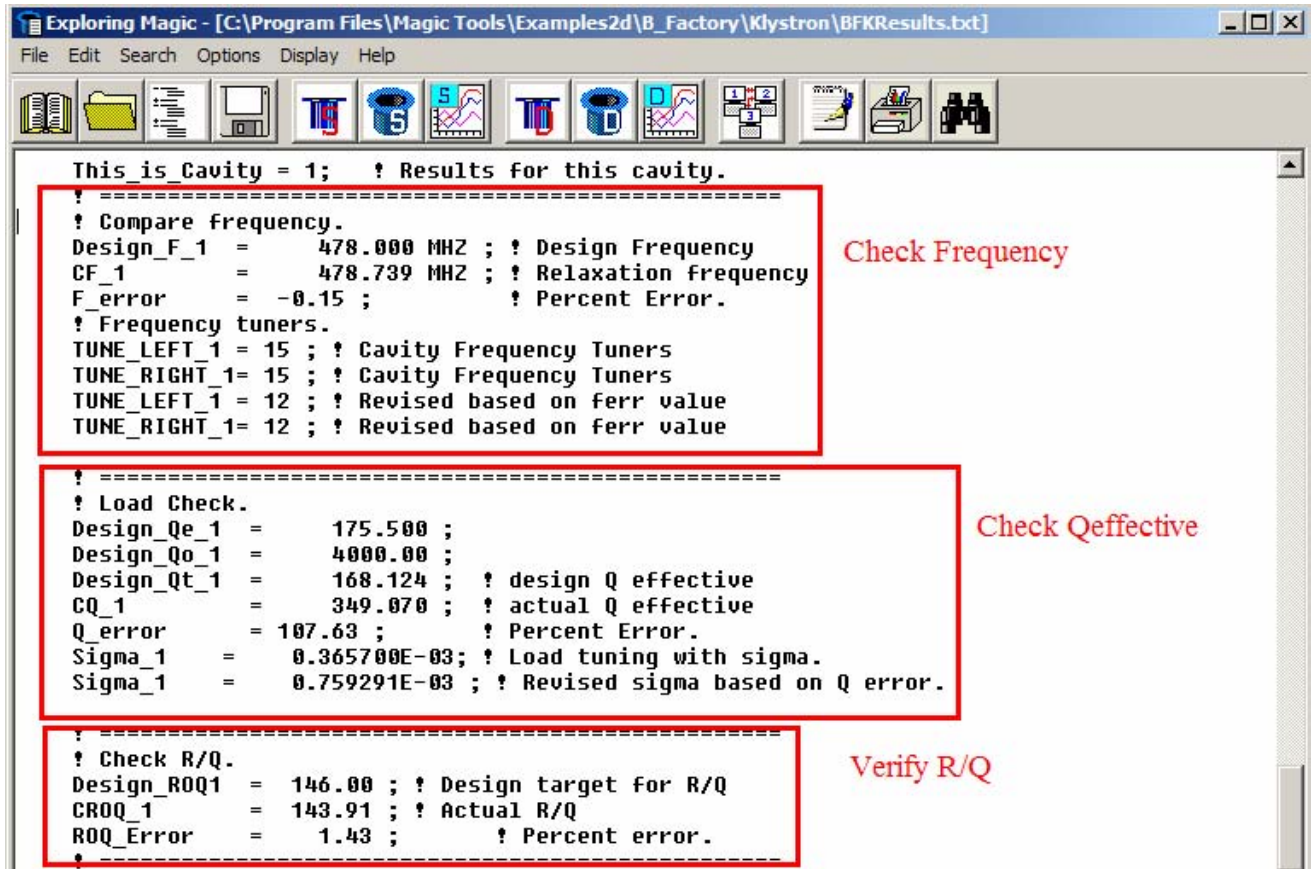 Exploring Magic - [C:\Program Files\Magic Tools\Examples2d\B_Factory\Klystron\BFKResults.txt]
File Edit Search Options Display Help
S S S D D D 1 2 3
This_is_Cavity = 1; ! Results for this cavity.
! ==================================================
! Compare frequency.
Design_F_1 = 478.000 MHZ ; ! Design Frequency
CF_1 = 478.739 MHZ ; ! Relaxation frequency
F_error = -0.15 ; ! Percent Error.
! Frequency tuners.
TUNE_LEFT_1 = 15 ; ! Cavity Frequency Tuners
TUNE_RIGHT_1= 15 ; ! Cavity Frequency Tuners
TUNE_LEFT_1 = 12 ; ! Revised based on ferr value
TUNE_RIGHT_1= 12 ; ! Revised based on ferr value
Check Frequency
! ==================================================
! Load Check.
Design_Qe_1 = 175.500 ;
Design_Qo_1 = 4000.00 ;
Design_Qt_1 = 168.124 ; ! design Q effective
CQ_1 = 349.070 ; ! actual Q effective
Q_error = 107.63 ; ! Percent Error.
Sigma_1 = 0.365700E-03; ! Load tuning with sigma.
Sigma_1 = 0.759291E-03 ; ! Revised sigma based on Q error.
Check Qeffective
! ==================================================
! Check R/Q.
Design_ROQ1 = 146.00 ; ! Design target for R/Q
CROQ_1 = 143.91 ; ! Actual R/Q
ROQ_Error = 1.43 ; ! Percent error.
! ==================================================
Verify R/Q